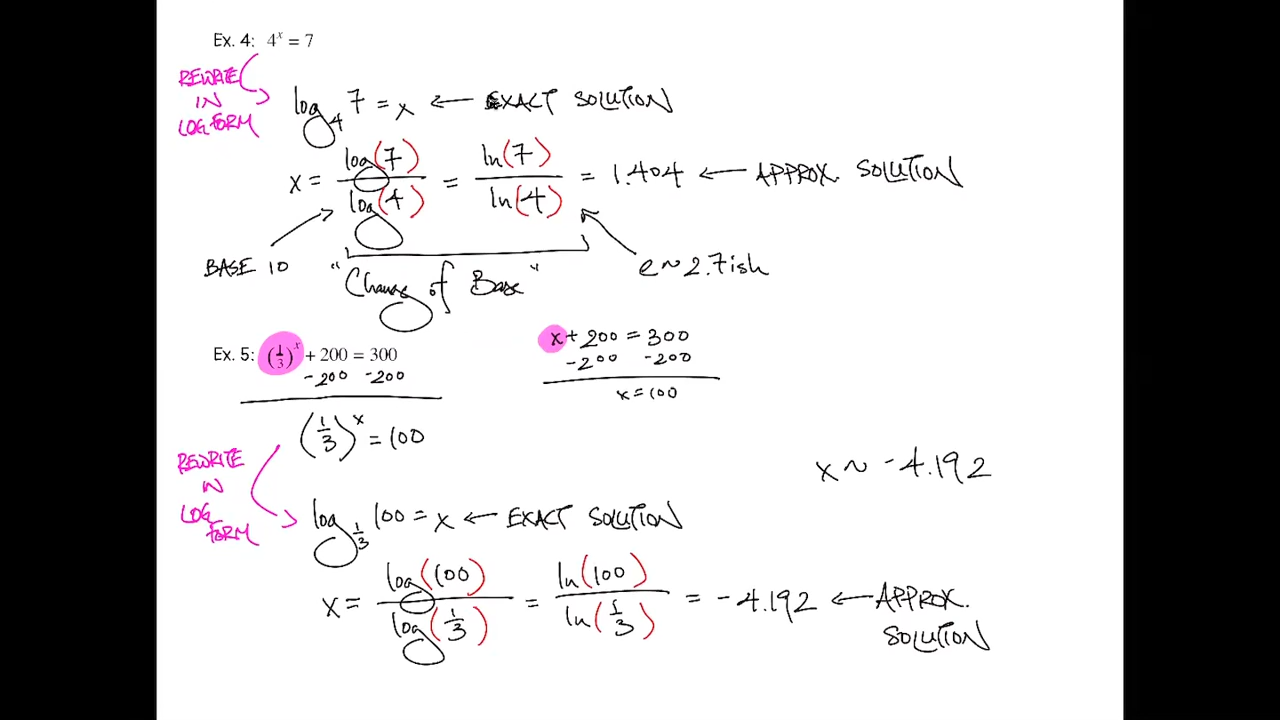 Ex. 4: 4^x = 7
REWRITE
IN
LOG FORM
log_4 7 = x ← EXACT SOLUTION
x = log(7)/log(4) = ln(7)/ln(4) = 1.404 ← APPROX. SOLUTION
BASE 10
"Change of Base"
e ~ 2.7ish
Ex. 5: (1/3)^x + 200 = 300
-200 -200
(1/3)^x = 100
x + 200 = 300
-200 -200
x = 100
REWRITE
IN
LOG
FORM
x ~ -4.192
log_1/3 100 = x ← EXACT SOLUTION
x = log(100)/log(1/3) = ln(100)/ln(1/3) = -4.192 ← APPROX.
SOLUTION